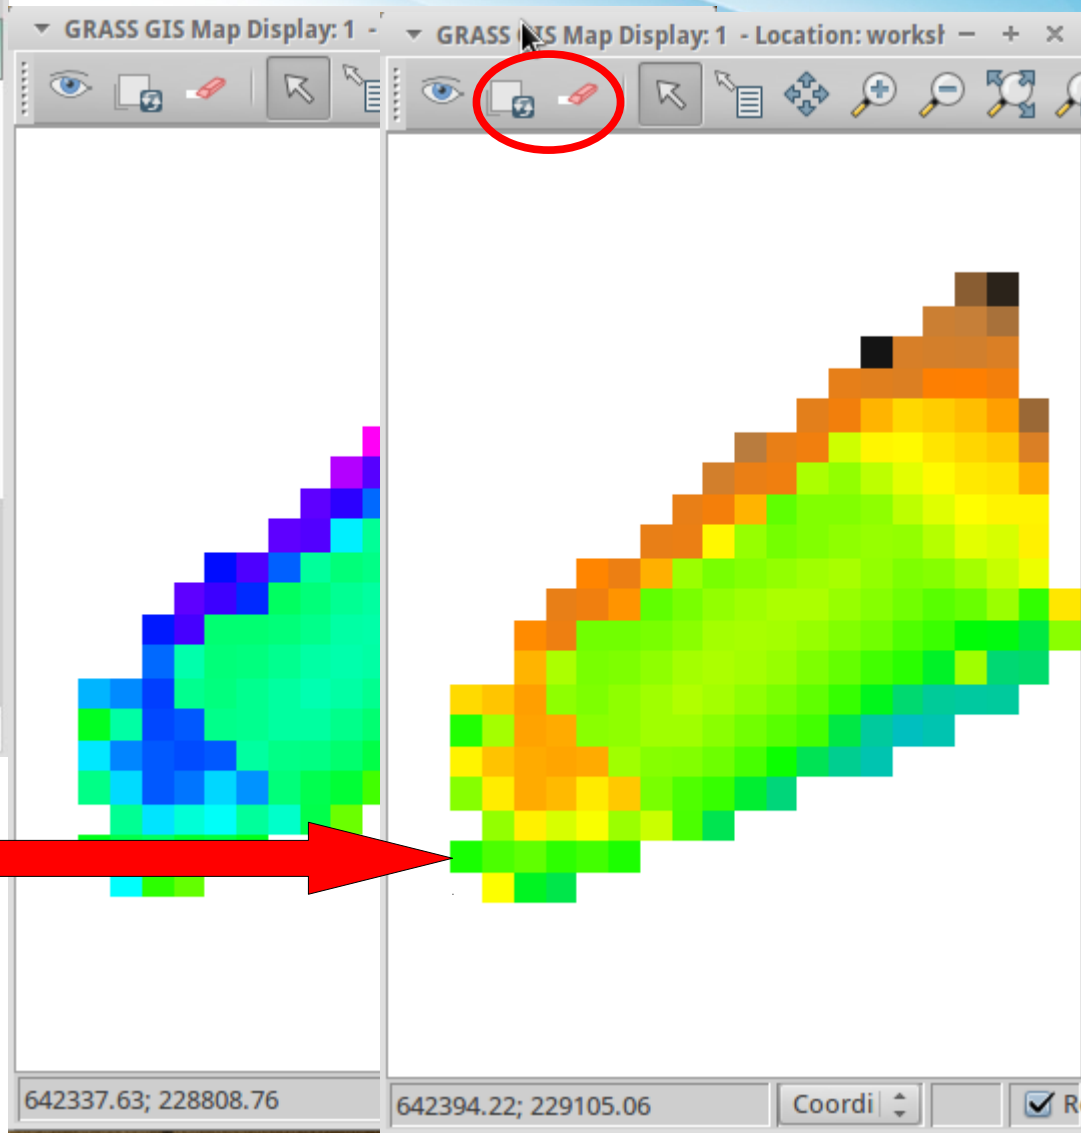 GRASS GIS Map Display: 1 -
GRASS GIS Map Display: 1 - Location: worksh
642337.63; 228808.76
642394.22; 229105.06
Coordi
R